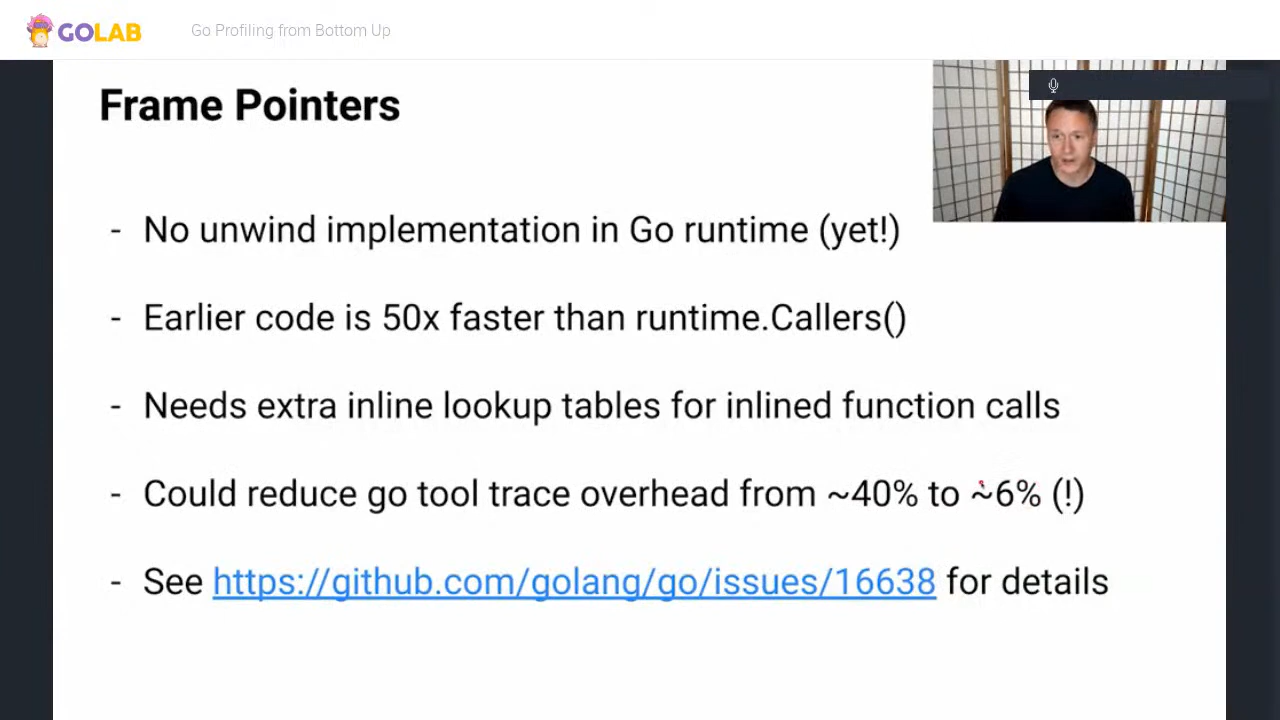 GOLAB
Go Profiling from Bottom Up
Frame Pointers
- No unwind implementation in Go runtime (yet!)
- Earlier code is 50x faster than runtime.Callers()
- Needs extra inline lookup tables for inlined function calls
- Could reduce go tool trace overhead from ~40% to ~6% (!)
- See https://github.com/golang/go/issues/16638 for details